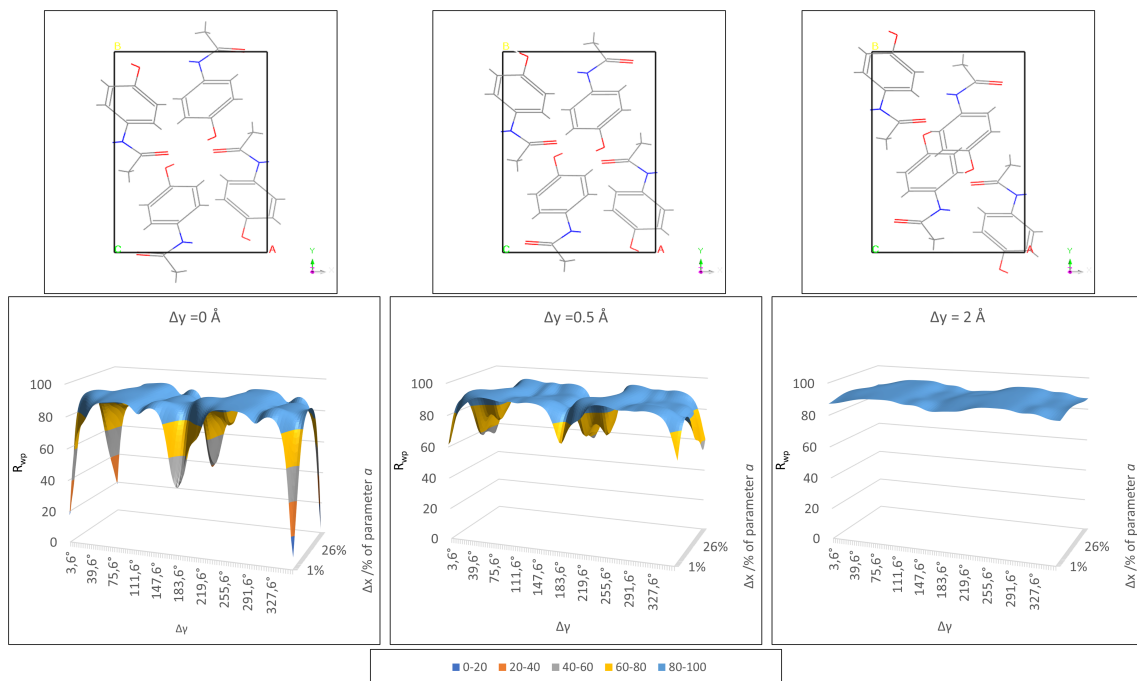 B
C
A
Y
X
B
C
A
Y
X
B
C
A
Y
X
Δy =0 Å
100
80
60
40
20
0
R_wp
3,6°
39,6°
75,6°
111,6°
147,6°
183,6°
219,6°
255,6°
291,6°
327,6°
Δγ
1%
26%
Δx /% of parameter a
Δy =0.5 Å
100
80
60
40
20
0
R_wp
3,6°
39,6°
75,6°
111,6°
147,6°
183,6°
219,6°
255,6°
291,6°
327,6°
Δγ
1%
26%
Δx /% of parameter a
Δy = 2 Å
100
80
60
40
20
0
R_wp
3,6°
39,6°
75,6°
111,6°
147,6°
183,6°
219,6°
255,6°
291,6°
327,6°
Δγ
1%
26%
Δx /% of parameter a
0-20 20-40 40-60 60-80 80-100